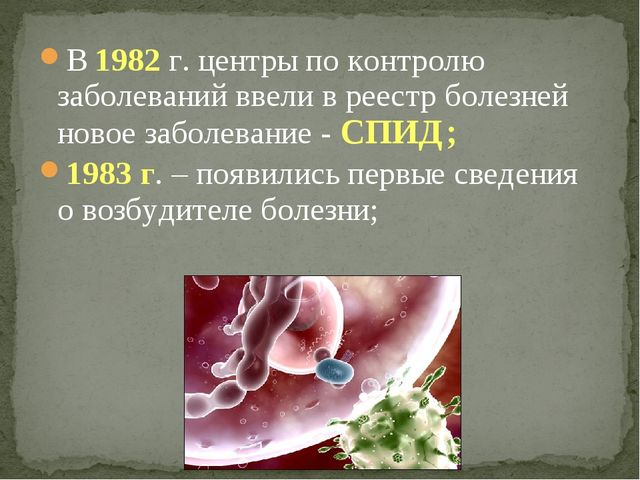 В 1982 г. центры по контролю
заболеваний ввели в реестр болезней
новое заболевание - СПИД;
1983 г. – появились первые сведения
о возбудителе болезни;